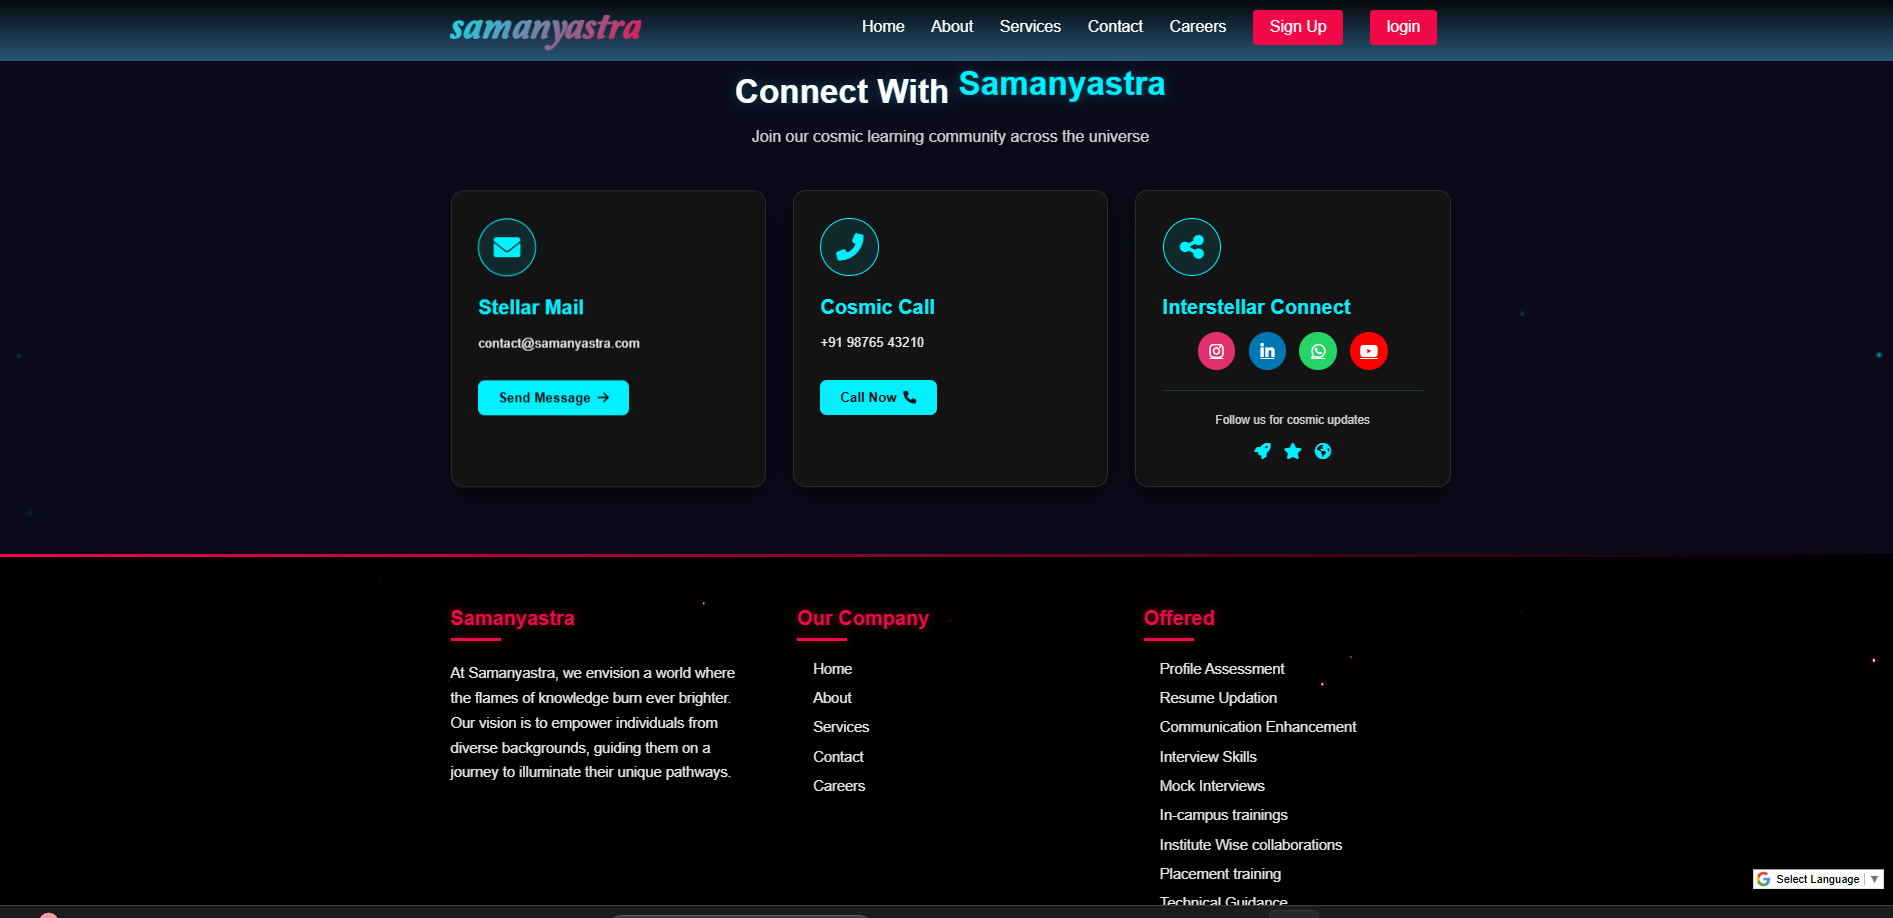 samanyastra
Home About Services Contact Careers Sign Up login
Connect With Samanyastra
Join our cosmic learning community across the universe
Stellar Mail
contact@samanyastra.com
Send Message
Cosmic Call
+91 98765 43210
Call Now
Interstellar Connect
in
Follow us for cosmic updates
Samanyastra
At Samanyastra, we envision a world where
the flames of knowledge burn ever brighter.
Our vision is to empower individuals from
diverse backgrounds, guiding them on a
journey to illuminate their unique pathways.
Our Company
Home
About
Services
Contact
Careers
Offered
Profile Assessment
Resume Updation
Communication Enhancement
Interview Skills
Mock Interviews
In-campus trainings
Institute Wise collaborations
Placement training
Technical Guidance
G Select Language ▼